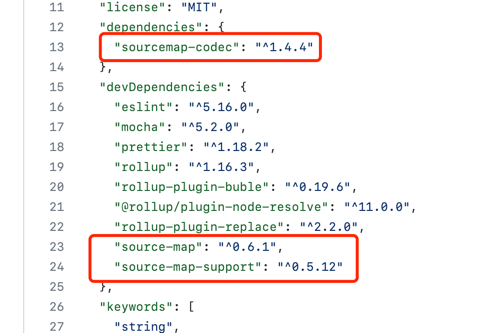 11 "license": "MIT",
12 "dependencies": {
13 "sourcemap-codec": "^1.4.4"
14 },
15 "devDependencies": {
16 "eslint": "^5.16.0",
17 "mocha": "^5.2.0",
18 "prettier": "^1.18.2",
19 "rollup": "^1.16.3",
20 "rollup-plugin-buble": "^0.19.6",
21 "@rollup/plugin-node-resolve": "^11.0.0",
22 "rollup-plugin-replace": "^2.2.0",
23 "source-map": "^0.6.1",
24 "source-map-support": "^0.5.12"
25 },
26 "keywords": [
27 "string",